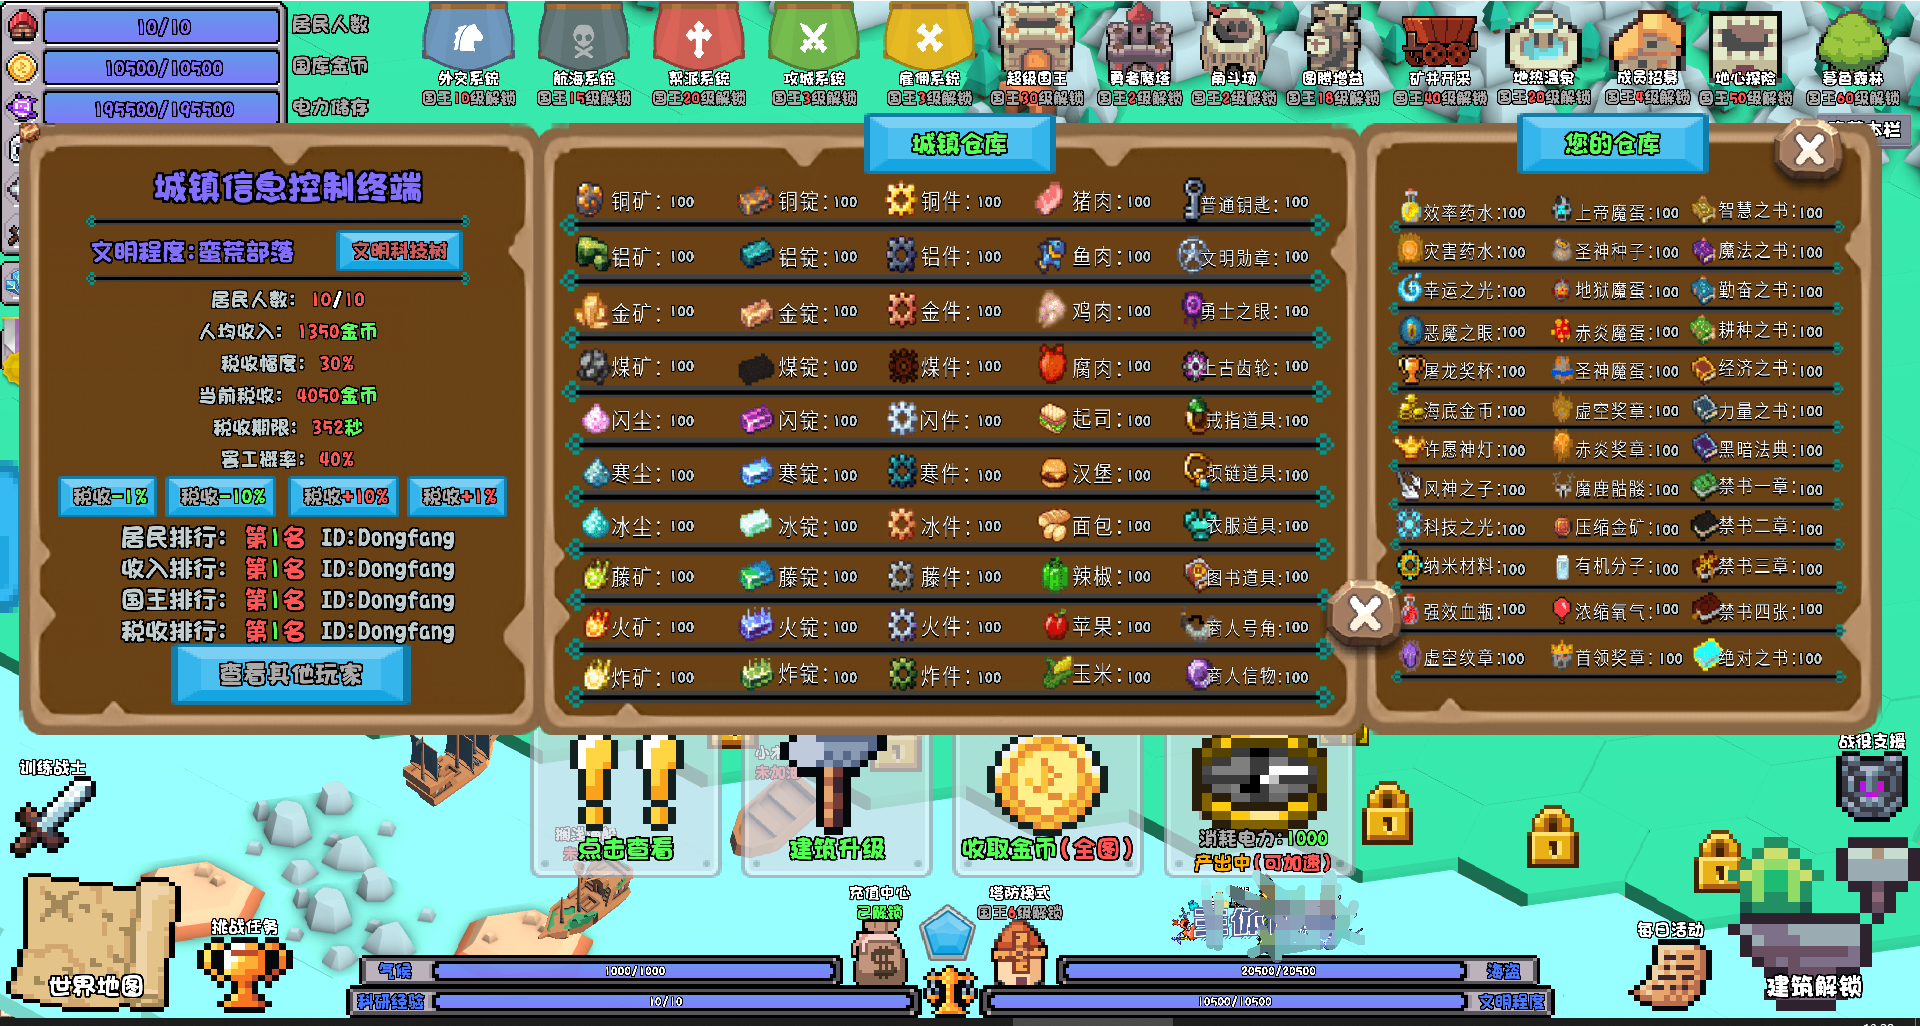 10/10 居民人数
10500/10500 国库金币
195500/195500 电力储存
外交系统 航海系统 帮派系统 攻城系统 雇佣系统 超级国王 勇者魔塔 角斗场 图腾增益 矿井开采 地热温泉 成员招募 地心探险 暮色森林
国王10级解锁 国王15级解锁 国王20级解锁 国王3级解锁 国王3级解锁 国王30级解锁 国王2级解锁 国王2级解锁 国王18级解锁 国王40级解锁 国王20级解锁 国王4级解锁 国王50级解锁 国王60级解锁
城镇信息控制终端
文明程度:蛮荒部落 文明科技树
居民人数: 10/10
人均收入: 1350金币
税收幅度: 30%
当前税收: 4050金币
税收期限: 352秒
罢工概率: 40%
税收-1% 税收-10% 税收+10% 税收+1%
居民排行: 第1名 ID:Dongfang
收入排行: 第1名 ID:Dongfang
国王排行: 第1名 ID:Dongfang
税收排行: 第1名 ID:Dongfang
查看其他玩家
城镇仓库
铜矿: 100 铜锭: 100 铜件: 100 猪肉: 100 普通钥匙: 100
铝矿: 100 铝锭: 100 铝件: 100 鱼肉: 100 文明勋章: 100
金矿: 100 金锭: 100 金件: 100 鸡肉: 100 勇士之眼: 100
煤矿: 100 煤锭: 100 煤件: 100 腐肉: 100 上古齿轮: 100
闪尘: 100 闪锭: 100 闪件: 100 起司: 100 戒指道具: 100
寒尘: 100 寒锭: 100 寒件: 100 汉堡: 100 项链道具: 100
冰尘: 100 冰锭: 100 冰件: 100 面包: 100 衣服道具: 100
藤矿: 100 藤锭: 100 藤件: 100 辣椒: 100 图书道具: 100
火矿: 100 火锭: 100 火件: 100 苹果: 100 商人号角: 100
炸矿: 100 炸锭: 100 炸件: 100 玉米: 100 商人信物: 100
您的仓库
效率药水:100 上帝魔蛋:100 智慧之书:100
灾害药水:100 圣神种子:100 魔法之书:100
幸运之光:100 地狱魔蛋:100 勤奋之书:100
恶魔之眼:100 赤炎魔蛋:100 耕种之书:100
屠龙奖杯:100 圣神魔蛋:100 经济之书:100
海底金币:100 虚空奖章:100 力量之书:100
许愿神灯:100 赤炎奖章:100 黑暗法典:100
风神之子:100 魔鹿骷髅:100 禁书一章:100
科技之光:100 压缩金矿:100 禁书二章:100
纳米材料:100 有机分子:100 禁书三章:100
强效血瓶:100 浓缩氧气:100 禁书四张:100
虚空纹章:100 首领奖章:100 绝对之书:100
训练战士
战役支援
点击查看 建筑升级 收取金币(全图)
消耗电力:1000
产出中(可加速)
挑战任务
世界地图
充值中心
已解锁
塔防模式
国王6级解锁
每日活动
建筑解锁
气候 1000/1000 20500/20500 海盗
科研经验 10/10 10500/10500 文明程度